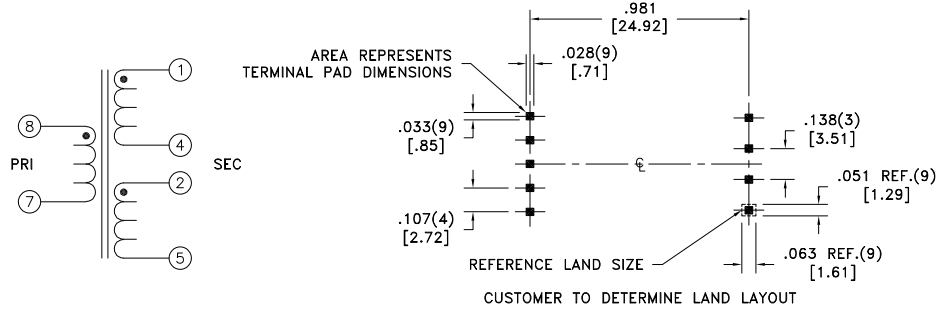 1
4
2
5
8
7
PRI
SEC
.981
[24.92]
AREA REPRESENTS
TERMINAL PAD DIMENSIONS
.028(9)
[.71]
.033(9)
[.85]
.138(3)
[3.51]
℄
.051 REF.(9)
[1.29]
.107(4)
[2.72]
REFERENCE LAND SIZE
.063 REF.(9)
[1.61]
CUSTOMER TO DETERMINE LAND LAYOUT